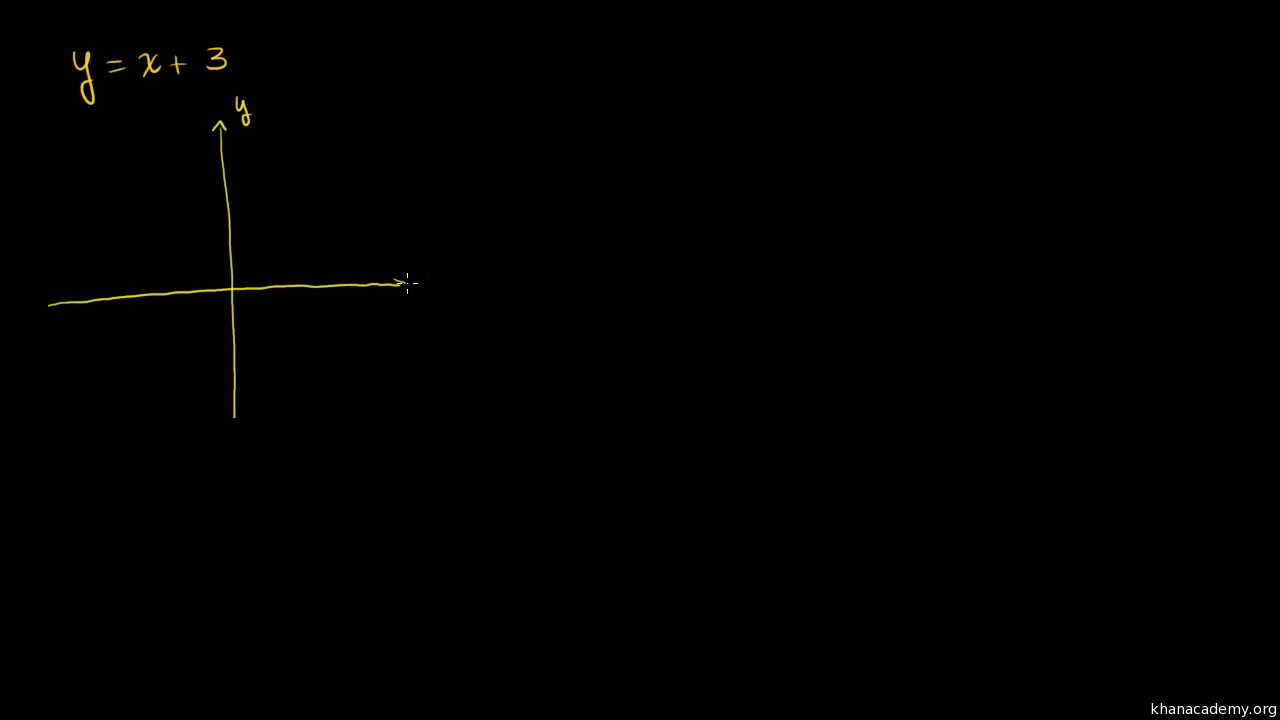 y = x + 3
y
khanacademy.org